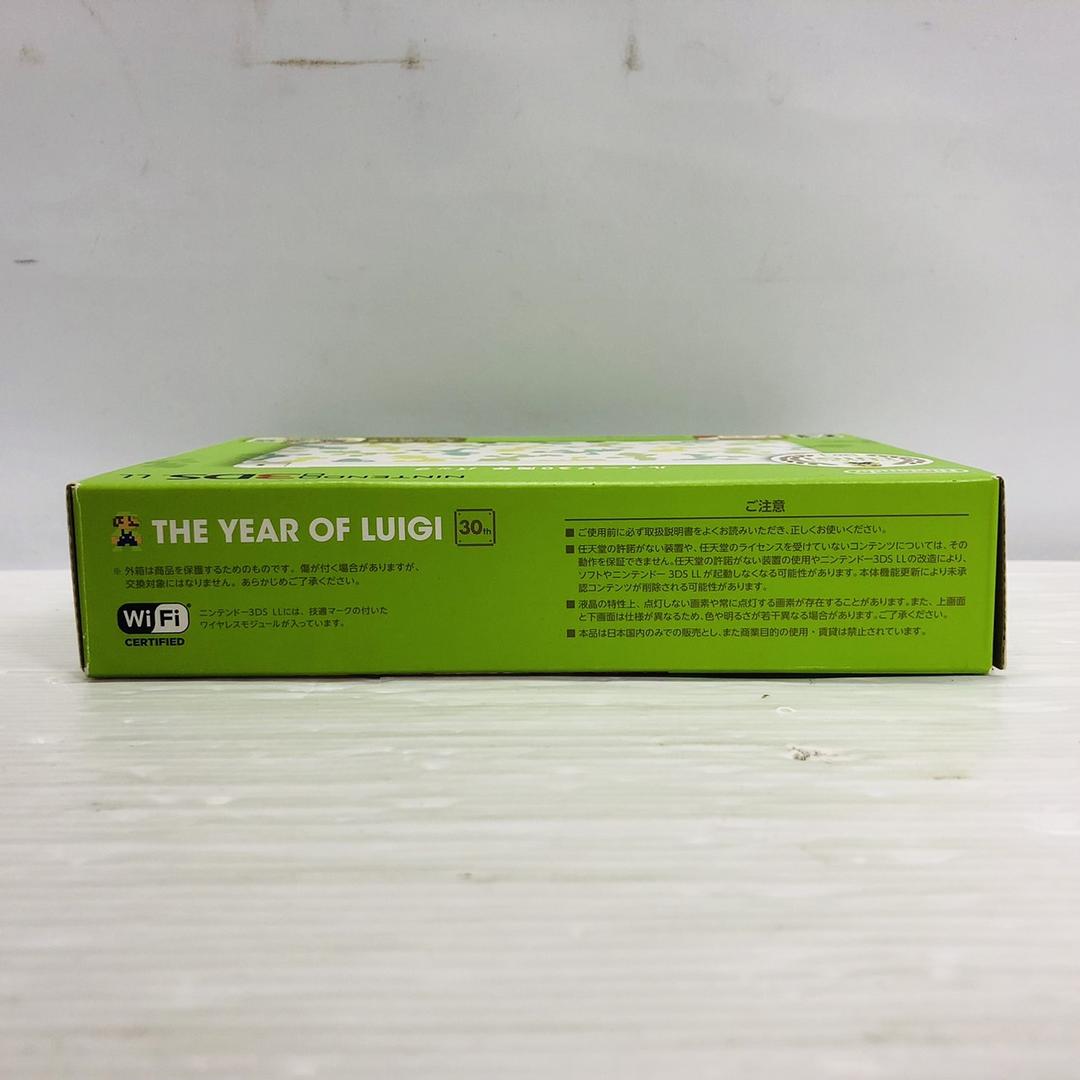 NINTENDO3DS LL
THE YEAR OF LUIGI 30th
※ 外箱は商品を保護するためのものです。傷が付く場合がありますが、
交換対象にはなりません。あらかじめご了承ください。
Wi Fi
CERTIFIED
ニンテンドー3DS LLには、技適マークの付いた
ワイヤレスモジュールが入っています。
ご注意
■ ご使用前に必ず取扱説明書をよくお読みいただき、正しくお使いください。
■ 任天堂の許諾がない装置や、任天堂のライセンスを受けていないコンテンツについては、その
動作を保証できません。任天堂の許諾がない装置の使用やニンテンドー3DS LLの改造により、
ソフトやニンテンドー3DS LLが起動しなくなる可能性があります。本体機能更新により未承
認コンテンツが削除される可能性があります。
■ 液晶の特性上、点灯しない画素や常に点灯する画素が存在することがあります。また、上画面
と下画面は仕様が異なるため、色や明るさが若干異なる場合があります。ご了承ください。
■ 本品は日本国内のみでの販売とし、また商業目的の使用・賃貸は禁止されています。